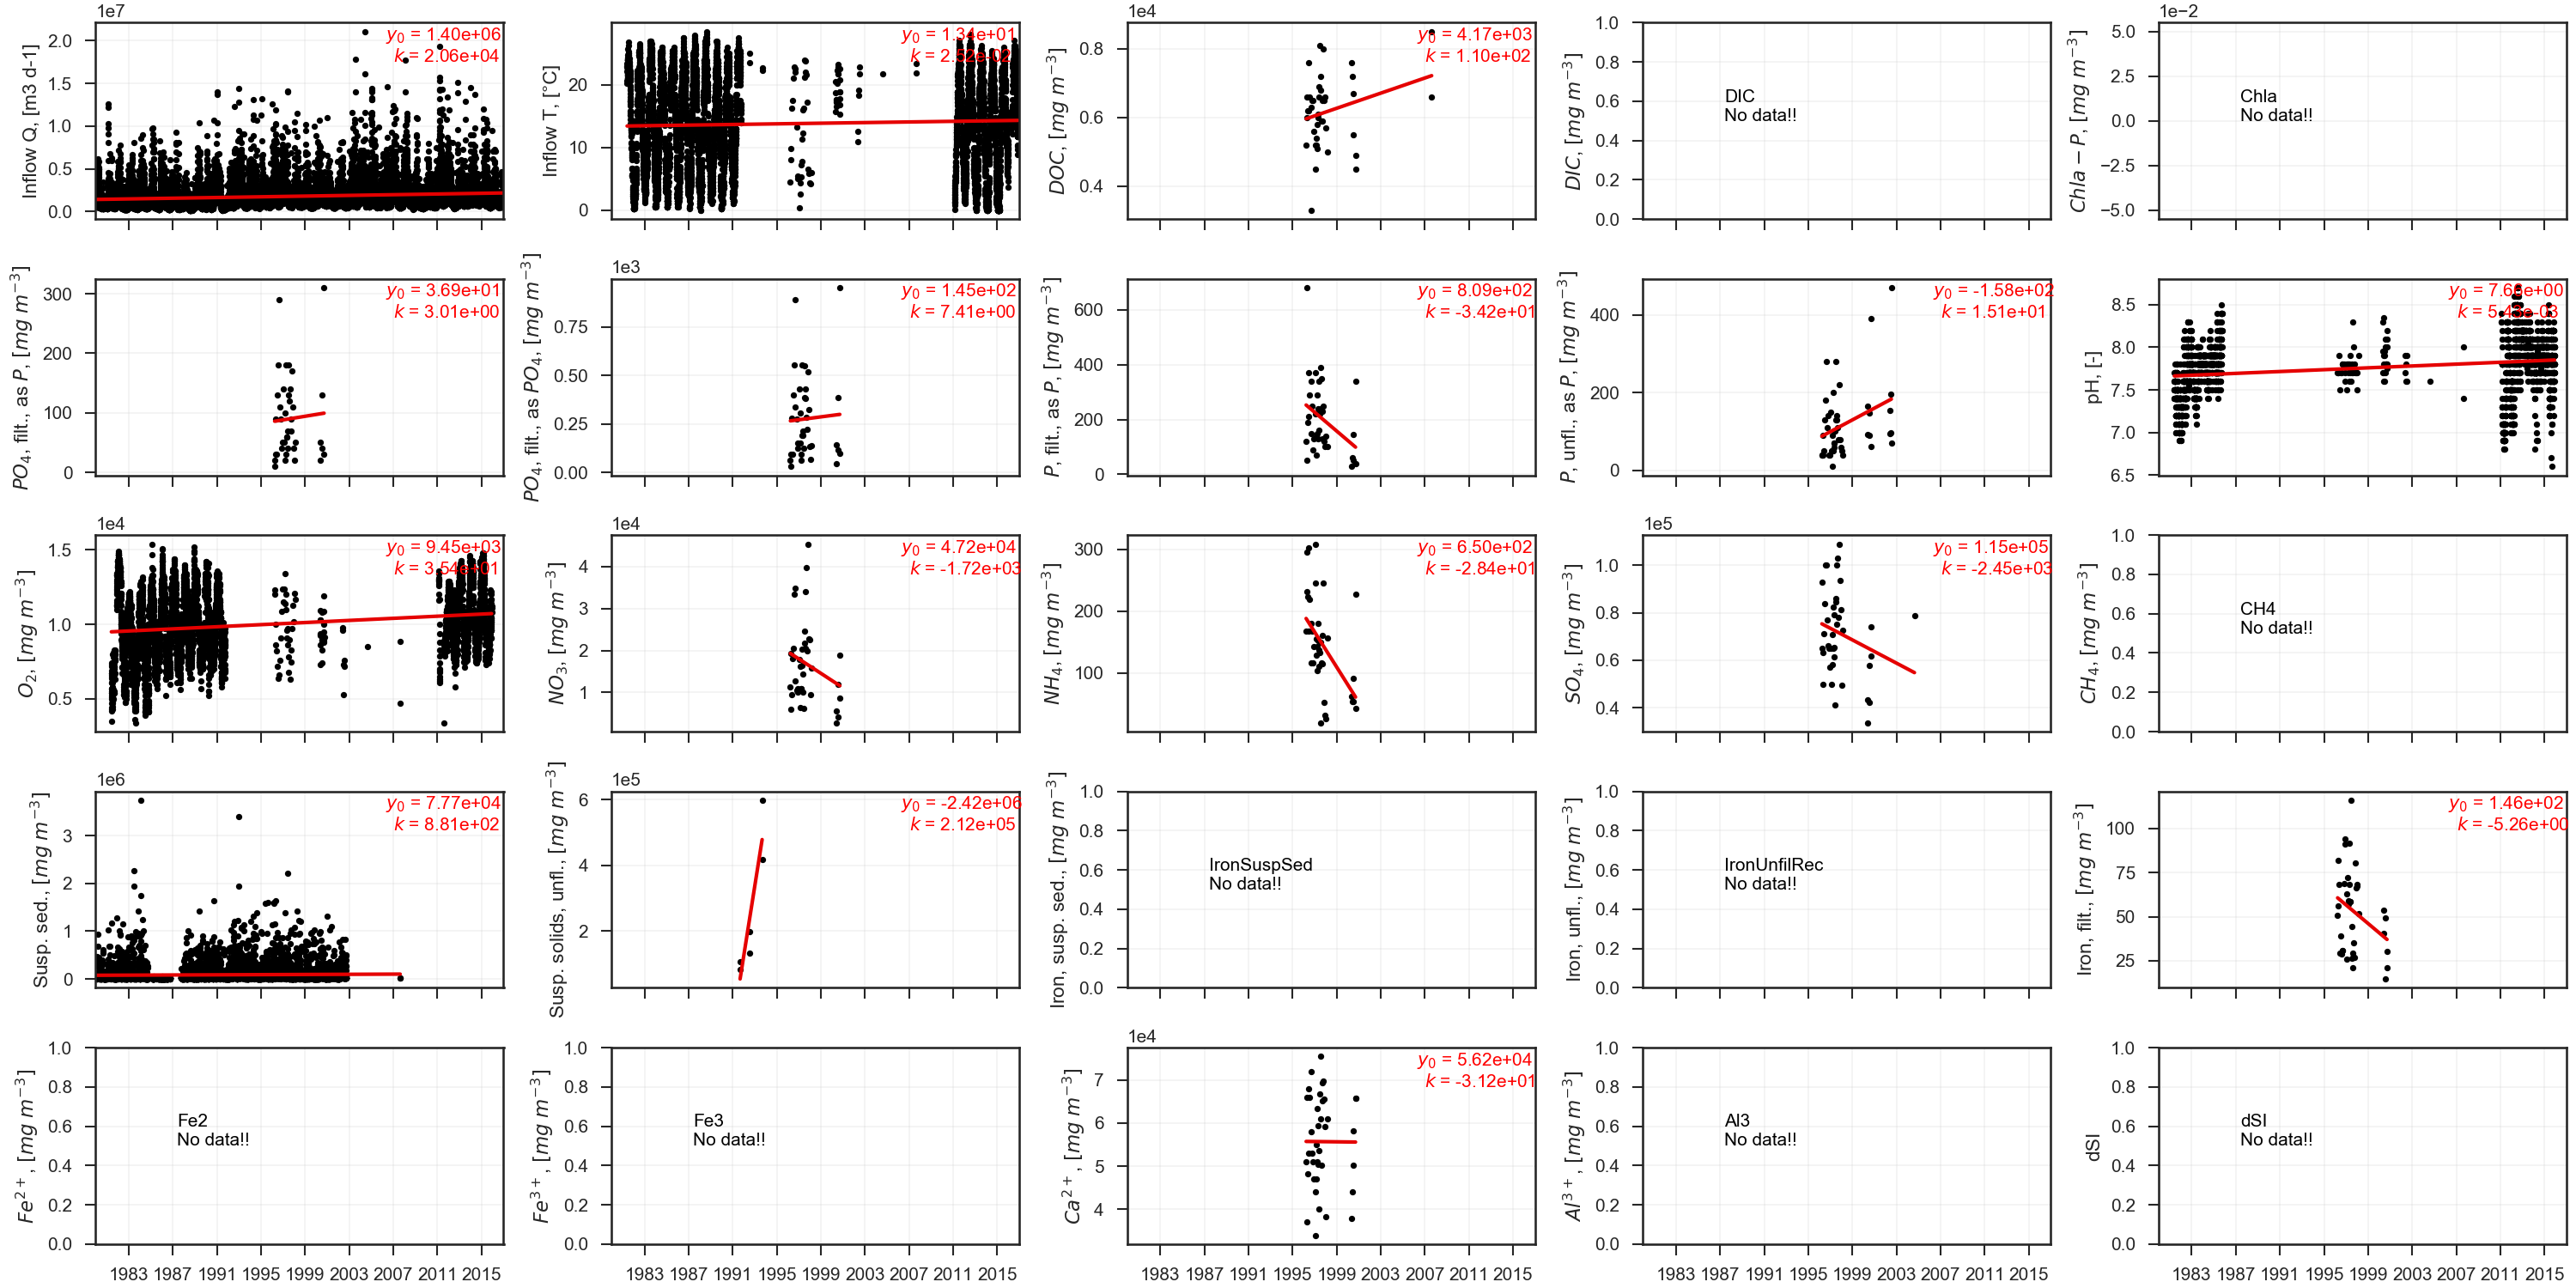 1e7
Inflow Q, [m3 d-1]
2.0
1.5
1.0
0.5
0.0
y₀ = 1.40e+06
k = 2.06e+04
Inflow T, [°C]
20
10
0
y₀ = 1.34e+01
k = 2.52e-02
1e4
DOC, [mg m⁻³]
0.8
0.6
0.4
y₀ = 4.17e+03
k = 1.10e+02
DIC, [mg m⁻³]
1.0
0.8
0.6
0.4
0.2
0.0
DIC
No data!!
1e−2
Chla − P, [mg m⁻³]
5.0
2.5
0.0
−2.5
−5.0
Chla
No data!!
PO₄, filt., as P, [mg m⁻³]
300
200
100
0
y₀ = 3.69e+01
k = 3.01e+00
1e3
PO₄, filt., as PO₄, [mg m⁻³]
0.75
0.50
0.25
0.00
y₀ = 1.45e+02
k = 7.41e+00
P, filt., as P, [mg m⁻³]
600
400
200
0
y₀ = 8.09e+02
k = -3.42e+01
P, unfl., as P, [mg m⁻³]
400
200
0
y₀ = -1.58e+02
k = 1.51e+01
pH, [-]
8.5
8.0
7.5
7.0
6.5
1e4
O₂, [mg m⁻³]
1.5
1.0
0.5
y₀ = 9.45e+03
k = 3.54e+01
1e4
NO₃, [mg m⁻³]
4
3
2
1
y₀ = 4.72e+04
k = -1.72e+03
NH₄, [mg m⁻³]
300
200
100
y₀ = 6.50e+02
k = -2.84e+01
1e5
SO₄, [mg m⁻³]
1.0
0.8
0.6
0.4
y₀ = 1.15e+05
k = -2.45e+03
CH₄, [mg m⁻³]
1.0
0.8
0.6
0.4
0.2
0.0
CH4
No data!!
1e6
Susp. sed., [mg m⁻³]
3
2
1
0
y₀ = 7.77e+04
k = 8.81e+02
1e5
Susp. solids, unfl., [mg m⁻³]
6
4
2
y₀ = -2.42e+06
k = 2.12e+05
Iron, susp. sed., [mg m⁻³]
1.0
0.8
0.6
0.4
0.2
0.0
IronSuspSed
No data!!
Iron, unfl., [mg m⁻³]
1.0
0.8
0.6
0.4
0.2
0.0
IronUnfilRec
No data!!
Iron, filt., [mg m⁻³]
100
75
50
25
y₀ = 1.46e+02
k = -5.26e+00
Fe²⁺, [mg m⁻³]
1.0
0.8
0.6
0.4
0.2
0.0
Fe2
No data!!
1983 1987 1991 1995 1999 2003 2007 2011 2015
Fe³⁺, [mg m⁻³]
1.0
0.8
0.6
0.4
0.2
0.0
Fe3
No data!!
1983 1987 1991 1995 1999 2003 2007 2011 2015
1e4
Ca²⁺, [mg m⁻³]
7
6
5
4
y₀ = 5.62e+04
k = -3.12e+01
1983 1987 1991 1995 1999 2003 2007 2011 2015
Al³⁺, [mg m⁻³]
1.0
0.8
0.6
0.4
0.2
0.0
Al3
No data!!
1983 1987 1991 1995 1999 2003 2007 2011 2015
dSI
1.0
0.8
0.6
0.4
0.2
0.0
dSI
No data!!
1983 1987 1991 1995 1999 2003 2007 2011 2015